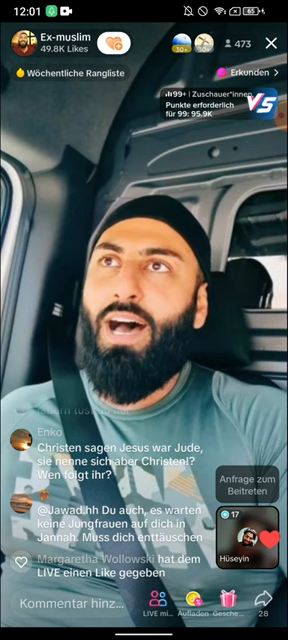 12:01
65
Ex-muslim
49.8K Likes
30+
30+
473
Wöchentliche Rangliste
Erkunden
99+ | Zuschauer*innen
Punkte erforderlich
für 99: 95.9K
VS
Enko
Christen sagen Jesus war Jude,
sie nenne sich aber Christen!?
Wen folgt ihr?
@Jawad.hh Du auch, es warten
keine Jungfrauen auf dich in
Jannah. Muss dich enttäuschen
Margaretha Wollowski hat dem
LIVE einen Like gegeben
Anfrage zum
Beitreten
17
Hüseyin
Kommentar hinz...
LIVE mi...
Aufladen
Gesche...
28